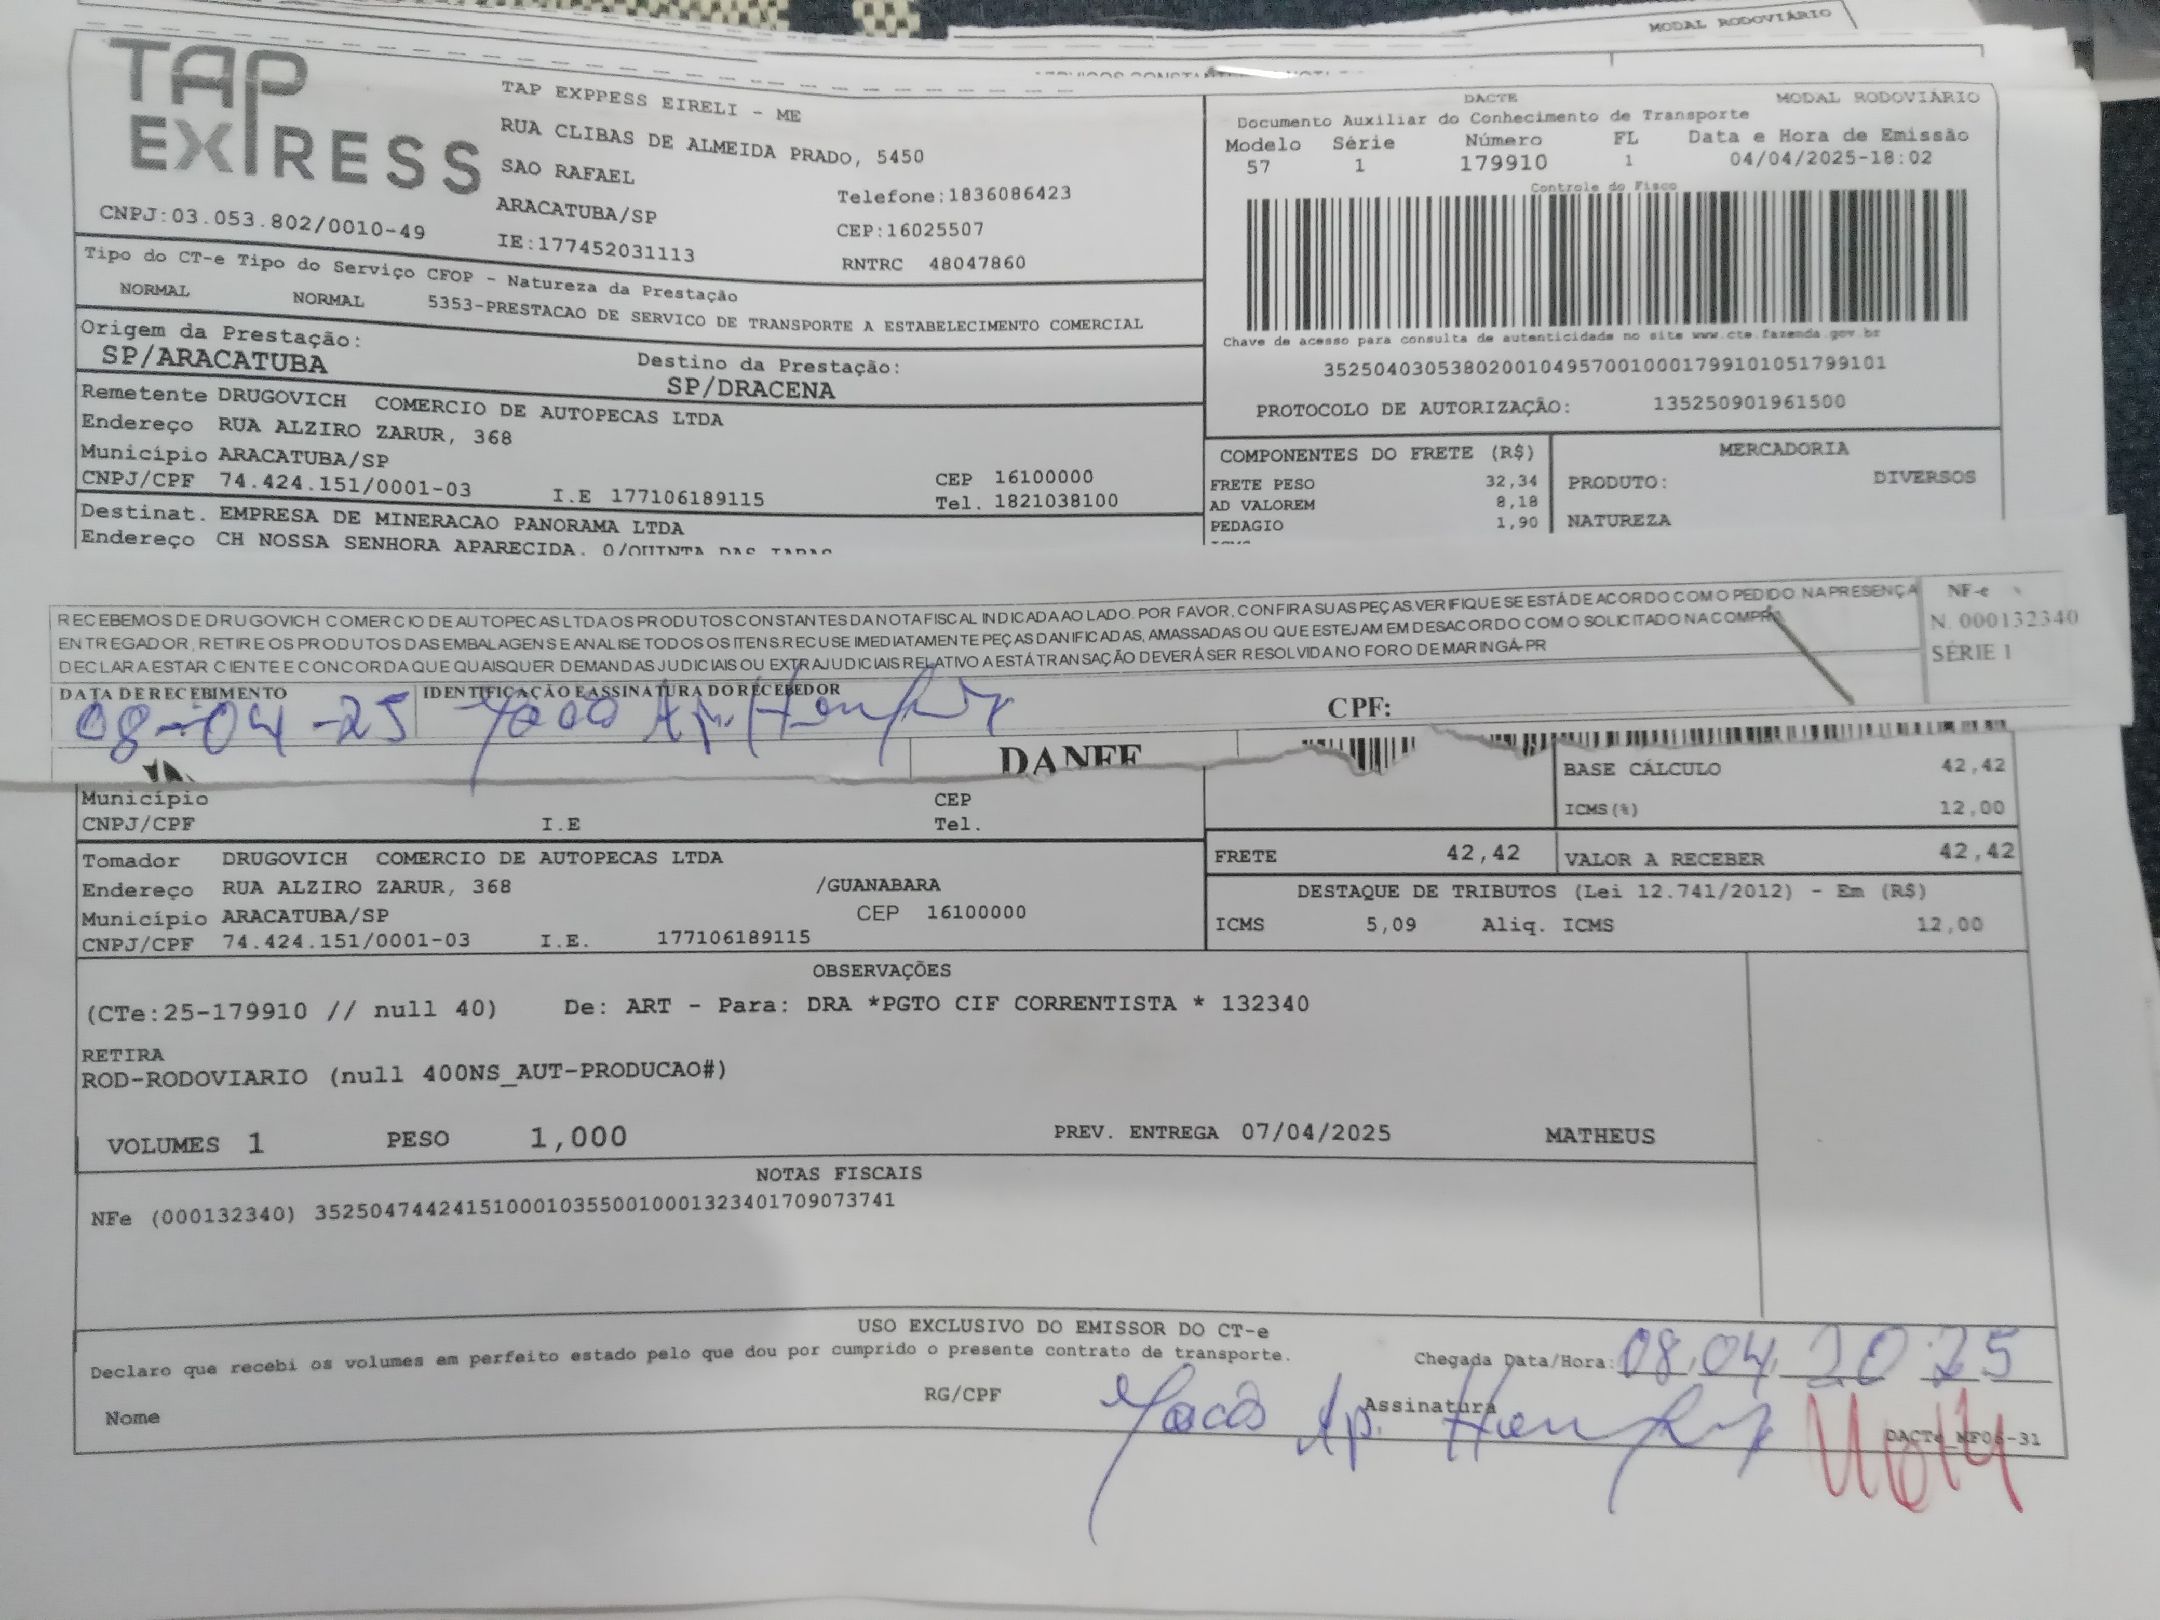 MODAL RODOVIÁRIO
TAP EXPRESS
TAP EXPPESS EIRELI - ME
RUA CLIBAS DE ALMEIDA PRADO, 5450
SAO RAFAEL
Telefone:1836086423
ARACATUBA/SP
CEP:16025507
CNPJ:03.053.802/0010-49
IE:177452031113
RNTRC 48047860
DACTE MODAL RODOVIÁRIO
Documento Auxiliar do Conhecimento de Transporte
Modelo Série Número FL Data e Hora de Emissão
57 1 179910 1 04/04/2025-18:02
Controle do Fisco
Chave de acesso para consulta de autenticidade no site www.cte.fazenda.gov.br
35250403053802001049570010001799101051799101
PROTOCOLO DE AUTORIZAÇÃO: 135250901961500
Tipo do CT-e Tipo do Serviço CFOP - Natureza da Prestação
NORMAL NORMAL 5353-PRESTACAO DE SERVICO DE TRANSPORTE A ESTABELECIMENTO COMERCIAL
Origem da Prestação: Destino da Prestação:
SP/ARACATUBA SP/DRACENA
Remetente DRUGOVICH COMERCIO DE AUTOPECAS LTDA
Endereço RUA ALZIRO ZARUR, 368
Município ARACATUBA/SP CEP 16100000
CNPJ/CPF 74.424.151/0001-03 I.E 177106189115 Tel. 1821038100
Destinat. EMPRESA DE MINERACAO PANORAMA LTDA
Endereço CH NOSSA SENHORA APARECIDA, 0/QUINTA DAS
COMPONENTES DO FRETE (R$)
FRETE PESO 32,34
AD VALOREM 8,18
PEDAGIO 1,90
MERCADORIA
PRODUTO: DIVERSOS
NATUREZA
RECEBEMOS DE DRUGOVICH COMERCIO DE AUTOPECAS LTDA OS PRODUTOS CONSTANTES DA NOTA FISCAL INDICADA AO LADO. POR FAVOR, CONFIRA SUAS PEÇAS VERIFIQUE SE ESTÁ DE ACORDO COM O PEDIDO NA PRESENÇA
ENTREGADOR, RETIRE OS PRODUTOS DAS EMBALAGENS E ANALISE TODOS OS ITENS. RECUSE IMEDIATAMENTE PEÇAS DANIFICADAS, AMASSADAS OU QUE ESTEJAM EM DESACORDO COM O SOLICITADO NA COMPRA
DECLARA ESTAR CIENTE E CONCORDA QUE QUAISQUER DEMANDAS JUDICIAIS OU EXTRAJUDICIAIS RELATIVO A ESTÁ TRANSAÇÃO DEVERÁ SER RESOLVIDA NO FORO DE MARINGÁ-PR
NF-e
N. 000132340
SÉRIE 1
DATA DE RECEBIMENTO IDENTIFICAÇÃO E ASSINATURA DO RECEBEDOR CPF:
08-04-25
DANFE
Município CEP
CNPJ/CPF I.E Tel.
BASE CÁLCULO 42,42
ICMS(%) 12,00
Tomador DRUGOVICH COMERCIO DE AUTOPECAS LTDA
Endereço RUA ALZIRO ZARUR, 368 /GUANABARA
Município ARACATUBA/SP CEP 16100000
CNPJ/CPF 74.424.151/0001-03 I.E. 177106189115
FRETE 42,42 VALOR A RECEBER 42,42
DESTAQUE DE TRIBUTOS (Lei 12.741/2012) - Em (R$)
ICMS 5,09 Aliq. ICMS 12,00
OBSERVAÇÕES
(CTe:25-179910 // null 40) De: ART - Para: DRA *PGTO CIF CORRENTISTA * 132340
RETIRA
ROD-RODOVIARIO (null 400NS_AUT-PRODUCAO#)
VOLUMES 1 PESO 1,000 PREV. ENTREGA 07/04/2025 MATHEUS
NOTAS FISCAIS
NFe (000132340) 35250474424151000103550010001323401709073741
USO EXCLUSIVO DO EMISSOR DO CT-e
Declaro que recebi os volumes em perfeito estado pelo que dou por cumprido o presente contrato de transporte.
Chegada Data/Hora: 08 04 20 25
Nome RG/CPF Assinatura